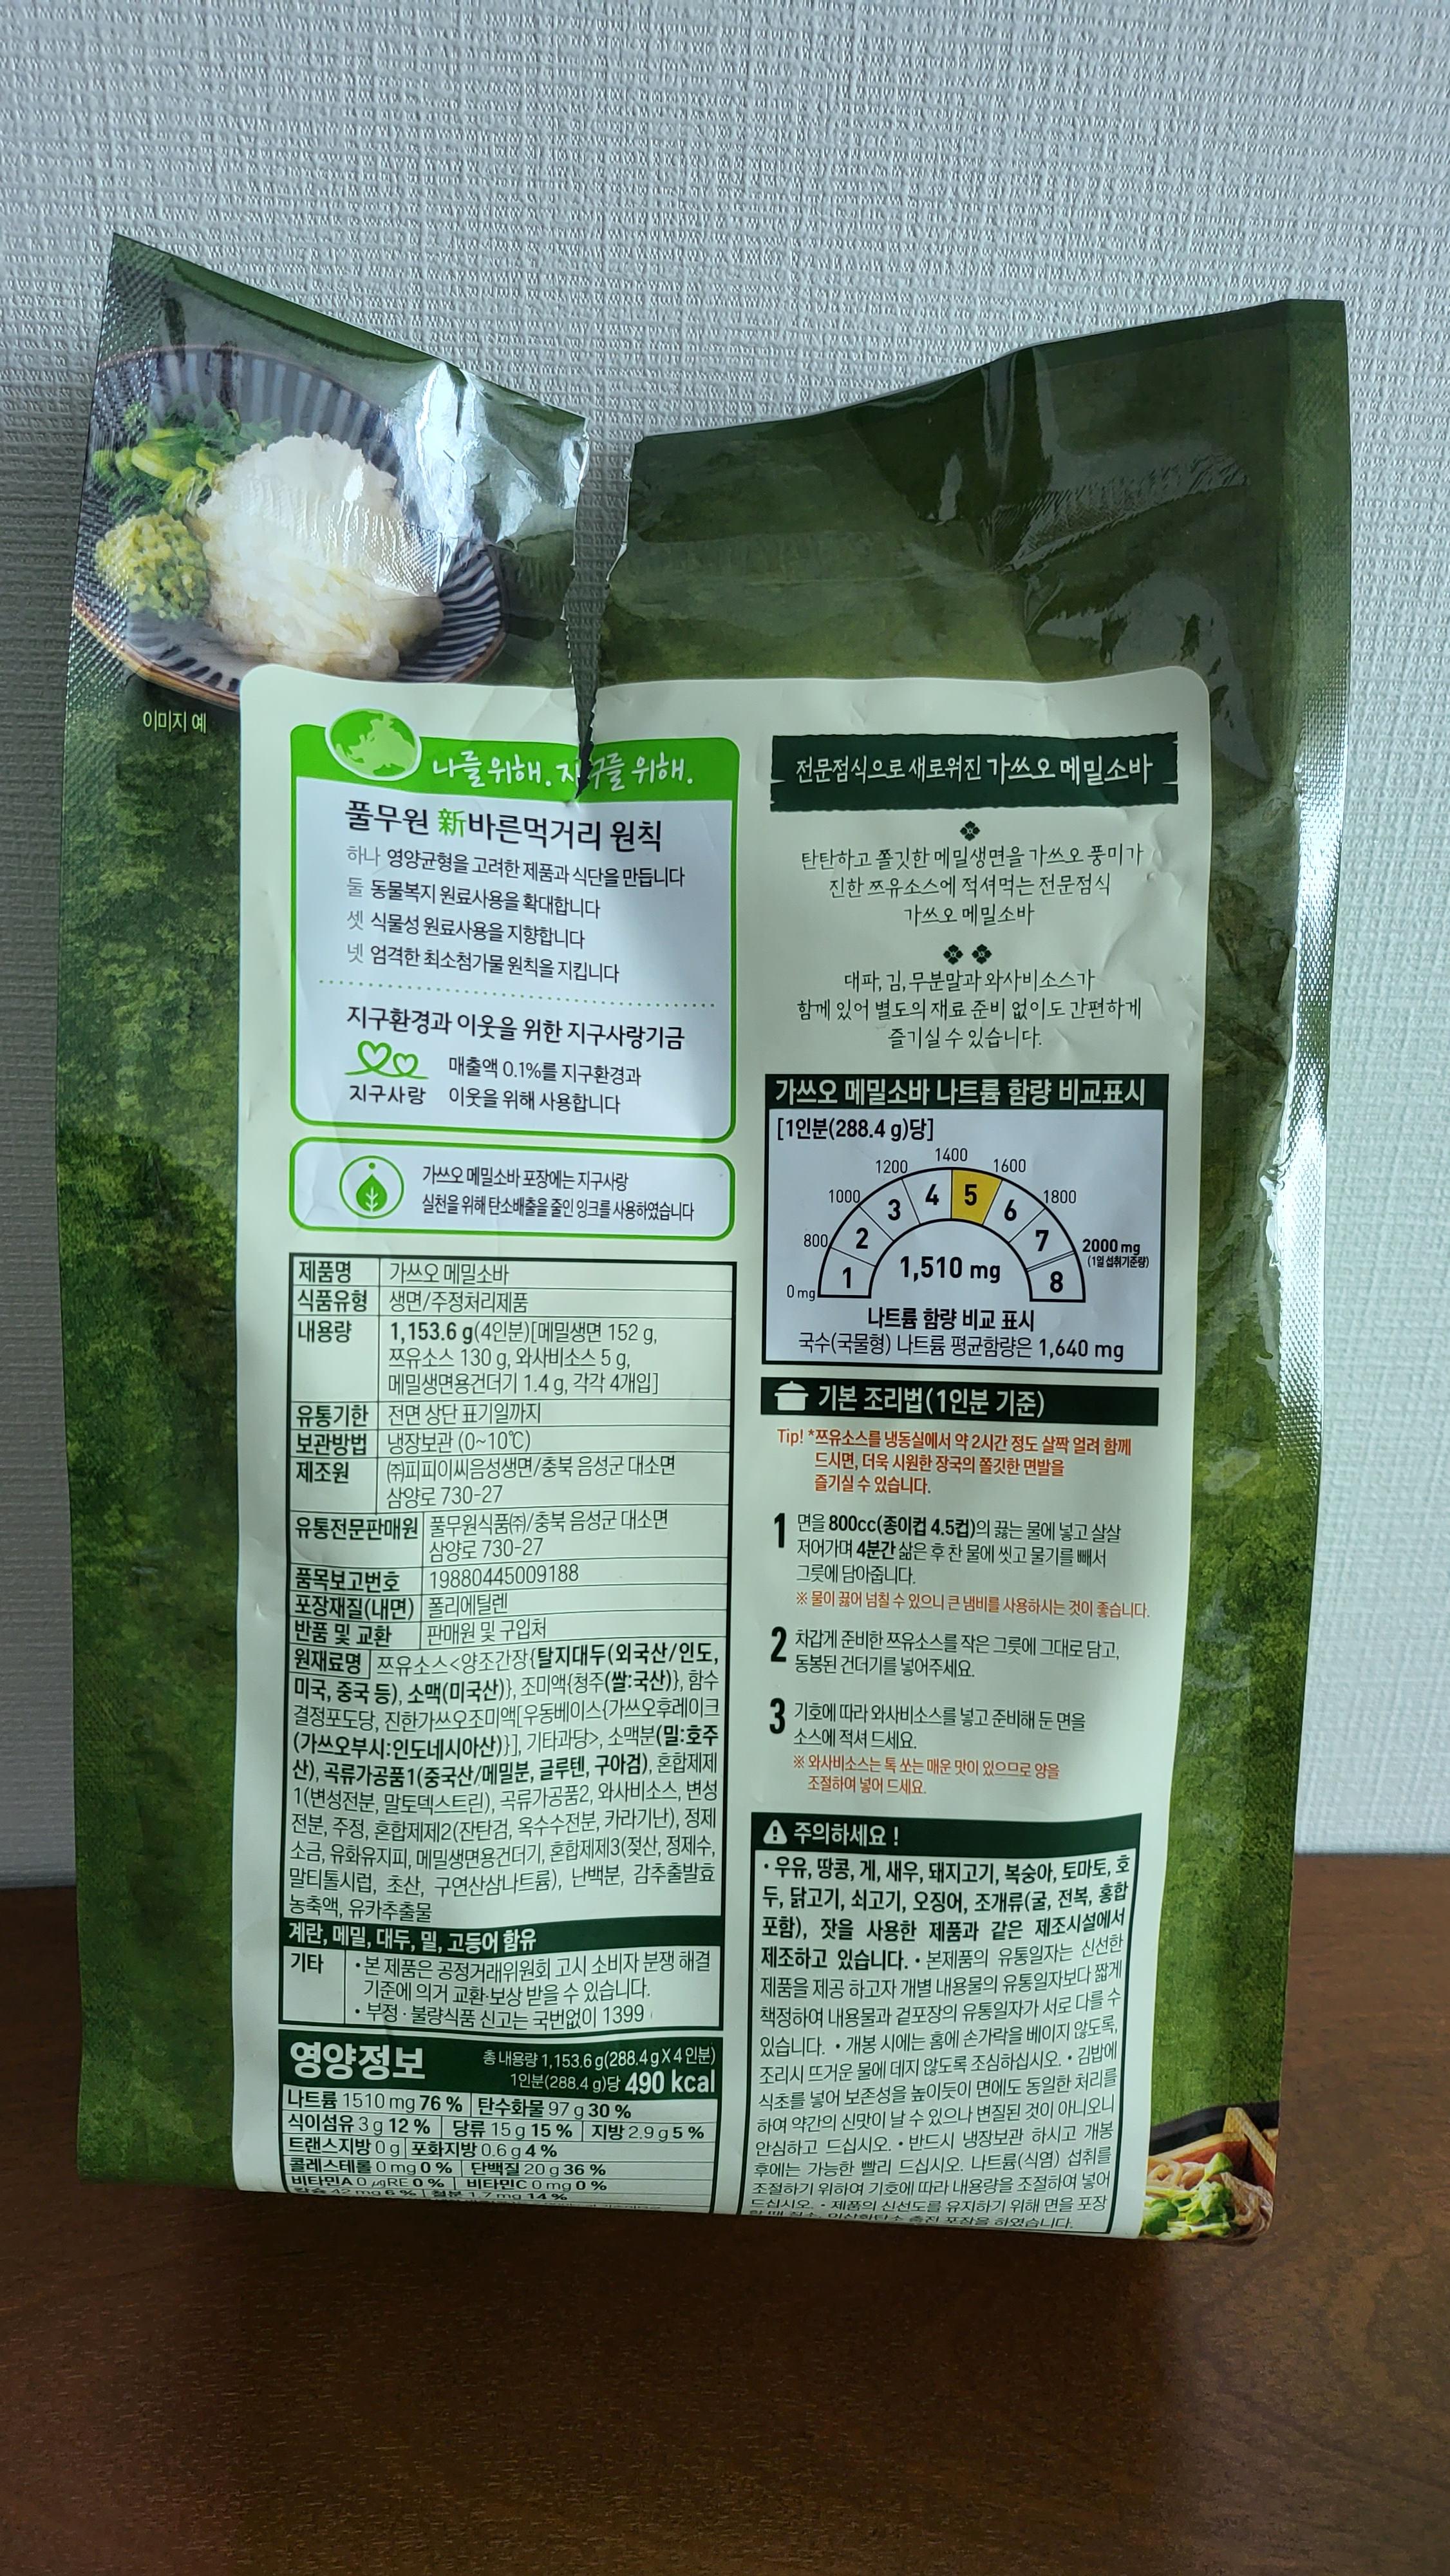 이미지 예
나를 위해. 지구를 위해.
풀무원 新바른먹거리 원칙
하나 영양균형을 고려한 제품과 식단을 만듭니다
둘 동물복지 원료사용을 확대합니다
셋 식물성 원료사용을 지향합니다
넷 엄격한 최소첨가물 원칙을 지킵니다
지구환경과 이웃을 위한 지구사랑기금
지구사랑
매출액 0.1%를 지구환경과
이웃을 위해 사용합니다
가쓰오 메밀소바 포장에는 지구사랑
실천을 위해 탄소배출을 줄인 잉크를 사용하였습니다
제품명 가쓰오 메밀소바
식품유형 생면/주정처리제품
내용량 1,153.6 g(4인분)[메밀생면 152 g,
쯔유소스 130 g, 와사비소스 5 g,
메밀생면용건더기 1.4 g, 각각 4개입]
유통기한 전면 상단 표기일까지
보관방법 냉장보관 (0~10℃)
제조원 ㈜피피이씨음성생면/충북 음성군 대소면
삼양로 730-27
유통전문판매원 풀무원식품㈜/충북 음성군 대소면
삼양로 730-27
품목보고번호 19880445009188
포장재질(내면) 폴리에틸렌
반품 및 교환 판매원 및 구입처
원재료명 쯔유소스<양조간장{탈지대두(외국산/인도,
미국, 중국 등), 소맥(미국산)}, 조미액{청주(쌀:국산)}, 함수
결정포도당, 진한가쓰오조미액[우동베이스{가쓰오후레이크
(가쓰오부시:인도네시아산)}], 기타과당>, 소맥분(밀:호주
산), 곡류가공품1(중국산/메밀분, 글루텐, 구아검), 혼합제제
1(변성전분, 말토덱스트린), 곡류가공품2, 와사비소스, 변성
전분, 주정, 혼합제제2(잔탄검, 옥수수전분, 카라기난), 정제
소금, 유화유지피, 메밀생면용건더기, 혼합제제3(젖산, 정제수,
말티톨시럽, 초산, 구연산삼나트륨), 난백분, 감추출발효
농축액, 유카추출물
계란, 메밀, 대두, 밀, 고등어 함유
기타 • 본 제품은 공정거래위원회 고시 소비자 분쟁 해결
기준에 의거 교환·보상 받을 수 있습니다.
• 부정·불량식품 신고는 국번없이 1399
영양정보 총 내용량 1,153.6 g(288.4 g X 4 인분)
1인분(288.4 g)당 490 kcal
나트륨 1510 mg 76 % 탄수화물 97 g 30 %
식이섬유 3 g 12 % 당류 15 g 15 % 지방 2.9 g 5 %
트랜스지방 0 g 포화지방 0.6 g 4 %
콜레스테롤 0 mg 0 % 단백질 20 g 36 %
비타민A 0 μgRE 0 % 비타민C 0 mg 0 %
칼슘 42 mg 6 % 철분 1.7 mg 14 %
전문점식으로 새로워진 가쓰오 메밀소바
탄탄하고 쫄깃한 메밀생면을 가쓰오 풍미가
진한 쯔유소스에 적셔먹는 전문점식
가쓰오 메밀소바
대파, 김, 무분말과 와사비소스가
함께 있어 별도의 재료 준비 없이도 간편하게
즐기실 수 있습니다.
가쓰오 메밀소바 나트륨 함량 비교표시
[1인분(288.4 g)당]
0 mg 800 1000 1200 1400 1600 1800 2000 mg
(1일 섭취기준량)
1 2 3 4 5 6 7 8
1,510 mg
나트륨 함량 비교 표시
국수(국물형) 나트륨 평균함량은 1,640 mg
기본 조리법(1인분 기준)
Tip! *쯔유소스를 냉동실에서 약 2시간 정도 살짝 얼려 함께
드시면, 더욱 시원한 장국의 쫄깃한 면발을
즐기실 수 있습니다.
1 면을 800cc(종이컵 4.5컵)의 끓는 물에 넣고 살살
저어가며 4분간 삶은 후 찬 물에 씻고 물기를 빼서
그릇에 담아줍니다.
※ 물이 끓어 넘칠 수 있으니 큰 냄비를 사용하시는 것이 좋습니다.
2 차갑게 준비한 쯔유소스를 작은 그릇에 그대로 담고,
동봉된 건더기를 넣어주세요.
3 기호에 따라 와사비소스를 넣고 준비해 둔 면을
소스에 적셔 드세요.
※ 와사비소스는 톡 쏘는 매운 맛이 있으므로 양을
조절하여 넣어 드세요.
주의하세요 !
• 우유, 땅콩, 게, 새우, 돼지고기, 복숭아, 토마토, 호
두, 닭고기, 쇠고기, 오징어, 조개류(굴, 전복, 홍합
포함), 잣을 사용한 제품과 같은 제조시설에서
제조하고 있습니다. • 본제품의 유통일자는 신선한
제품을 제공 하고자 개별 내용물의 유통일자보다 짧게
책정하여 내용물과 겉포장의 유통일자가 서로 다를 수
있습니다. • 개봉 시에는 홈에 손가락을 베이지 않도록,
조리시 뜨거운 물에 데지 않도록 조심하십시오. • 김밥에
식초를 넣어 보존성을 높이듯이 면에도 동일한 처리를
하여 약간의 신맛이 날 수 있으나 변질된 것이 아니오니
안심하고 드십시오. • 반드시 냉장보관 하시고 개봉
후에는 가능한 빨리 드십시오. 나트륨(식염) 섭취를
조절하기 위하여 기호에 따라 내용량을 조절하여 넣어
드십시오. • 제품의 신선도를 유지하기 위해 면을 포장
할 때 질소, 이산화탄소 충진 포장을 하였습니다.